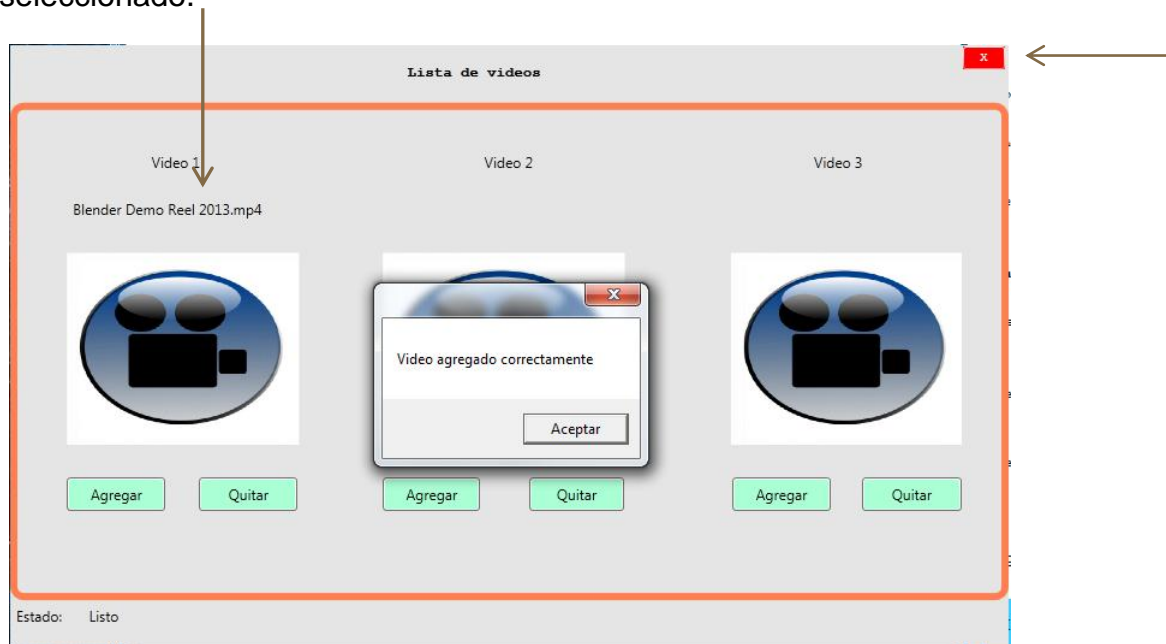 seleccionado.
Lista de videos
x
Video 1
Video 2
Video 3
Blender Demo Reel 2013.mp4
x
Video agregado correctamente
Aceptar
Agregar
Quitar
Agregar
Quitar
Agregar
Quitar
Estado: Listo